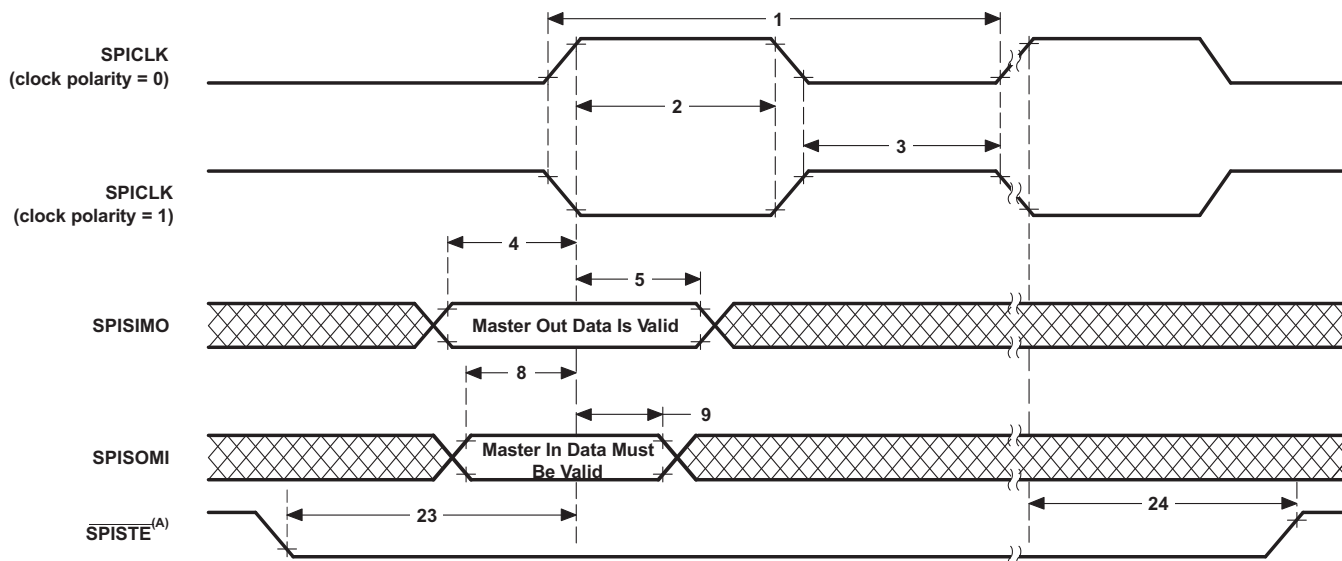 1
SPICLK
(clock polarity = 0)
2
3
SPICLK
(clock polarity = 1)
4
5
SPISIMO
Master Out Data Is Valid
8
9
SPISOMI
Master In Data Must
Be Valid
23
24
SPISTE(A)